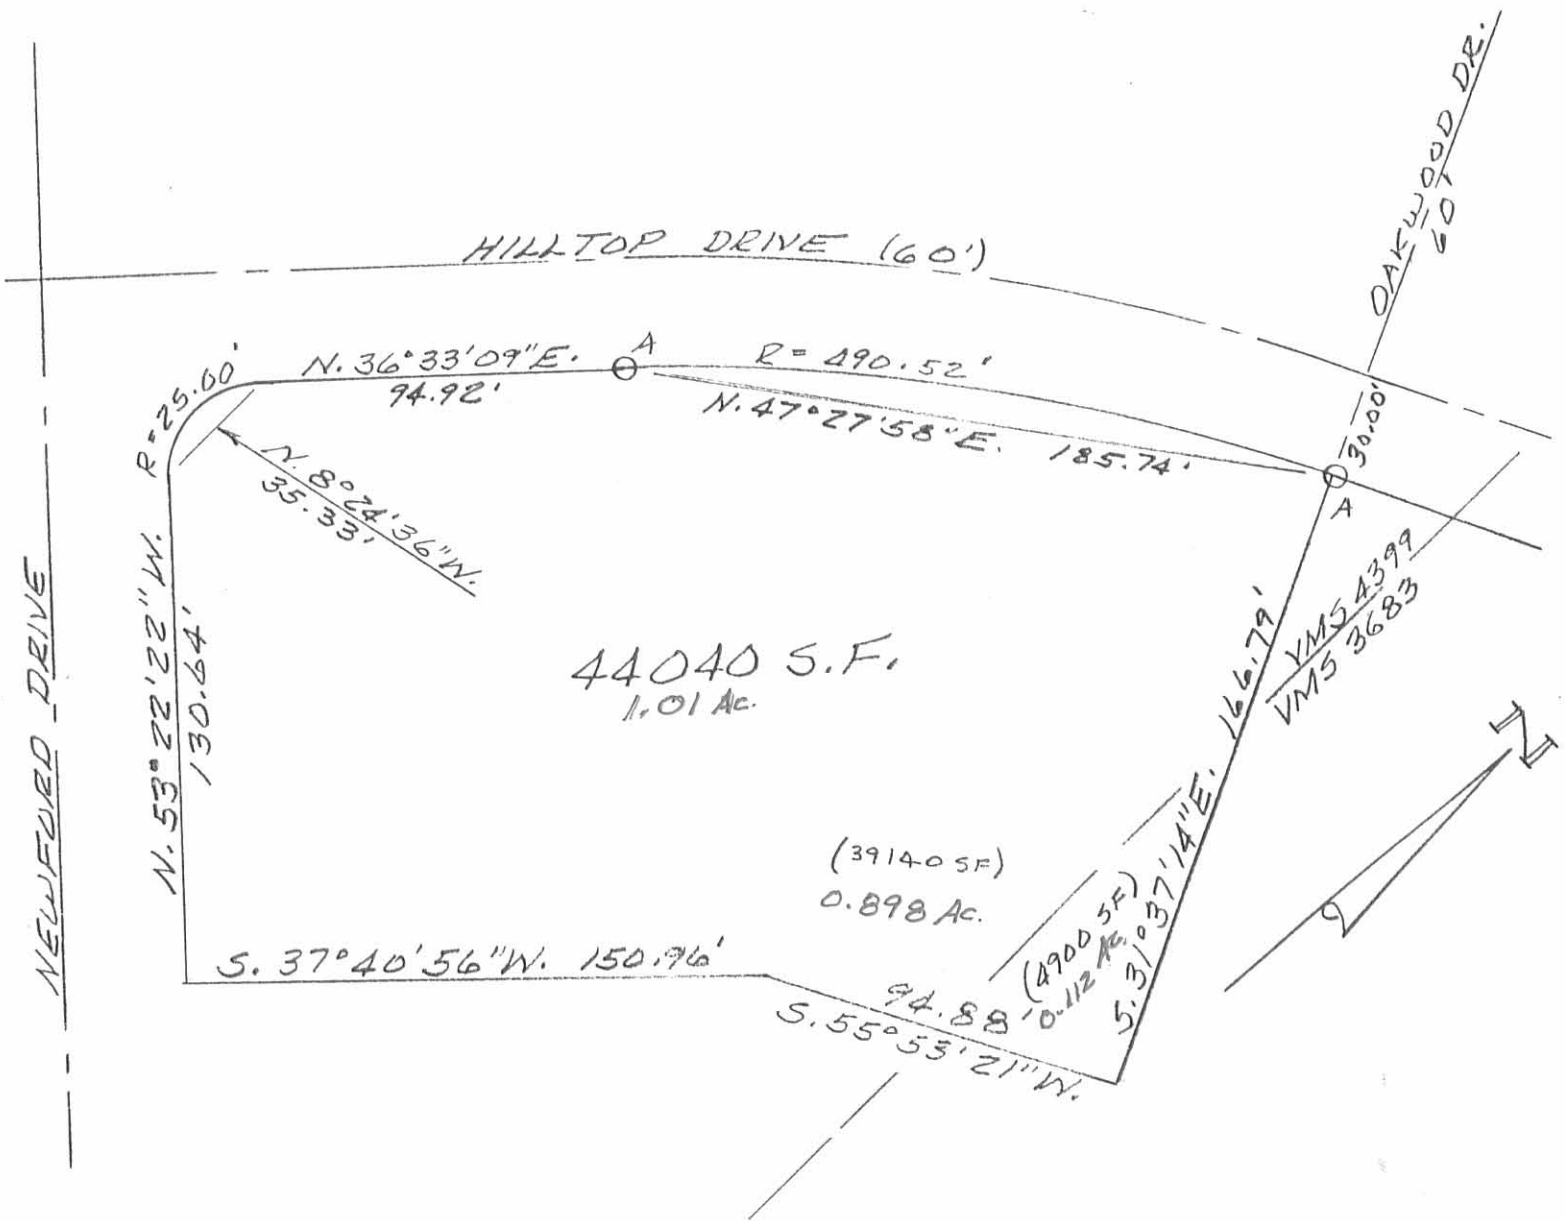 OAKWOOD DR.
60'
HILLTOP DRIVE (60')
N. 36°33'09"E.
94.92'
A
R = 490.52'
N. 47°27'58"E. 185.74'
30.00'
A
R=25.00'
N. 8°24'36"W.
35.33'
N. 53°22'22"W.
130.64'
NEWFORD DRIVE
44040 S.F.
1.01 Ac.
166.79'
S. 31°37'14"E.
VMS 4399
VMS 3683
N
(39140 SF)
0.898 Ac.
(4900 SF)
0.112 Ac.
S. 37°40'56"W. 150.96'
94.88'
S. 55°53'21"W.